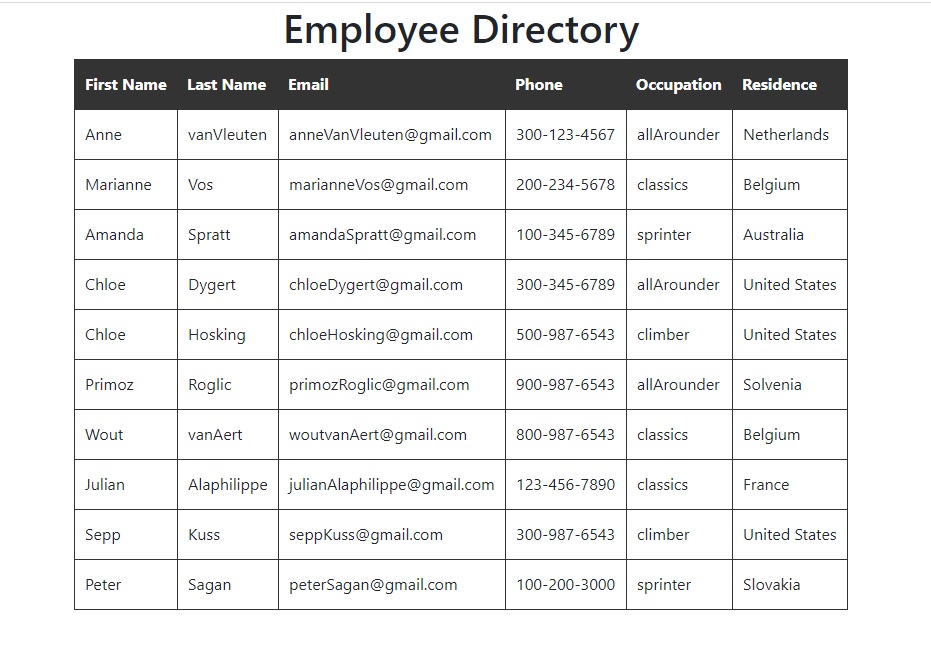 Employee Directory
First Name Last Name Email Phone Occupation Residence
Anne vanVleuten anneVanVleuten@gmail.com 300-123-4567 allArounder Netherlands
Marianne Vos marianneVos@gmail.com 200-234-5678 classics Belgium
Amanda Spratt amandaSpratt@gmail.com 100-345-6789 sprinter Australia
Chloe Dygert chloeDygert@gmail.com 300-345-6789 allArounder United States
Chloe Hosking chloeHosking@gmail.com 500-987-6543 climber United States
Primoz Roglic primozRoglic@gmail.com 900-987-6543 allArounder Solvenia
Wout vanAert woutvanAert@gmail.com 800-987-6543 classics Belgium
Julian Alaphilippe julianAlaphilippe@gmail.com 123-456-7890 classics France
Sepp Kuss seppKuss@gmail.com 300-987-6543 climber United States
Peter Sagan peterSagan@gmail.com 100-200-3000 sprinter Slovakia